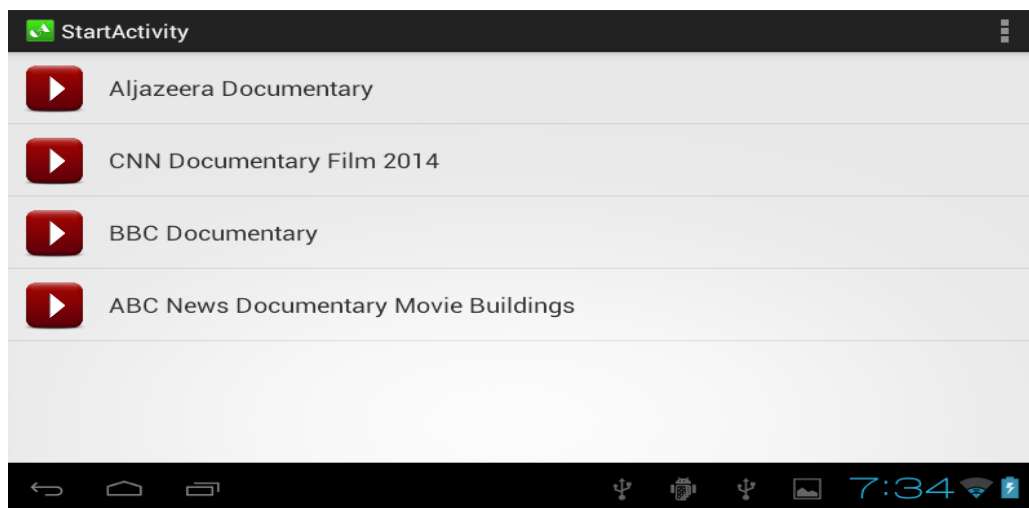 StartActivity
Aljazeera Documentary
CNN Documentary Film 2014
BBC Documentary
ABC News Documentary Movie Buildings
7:34